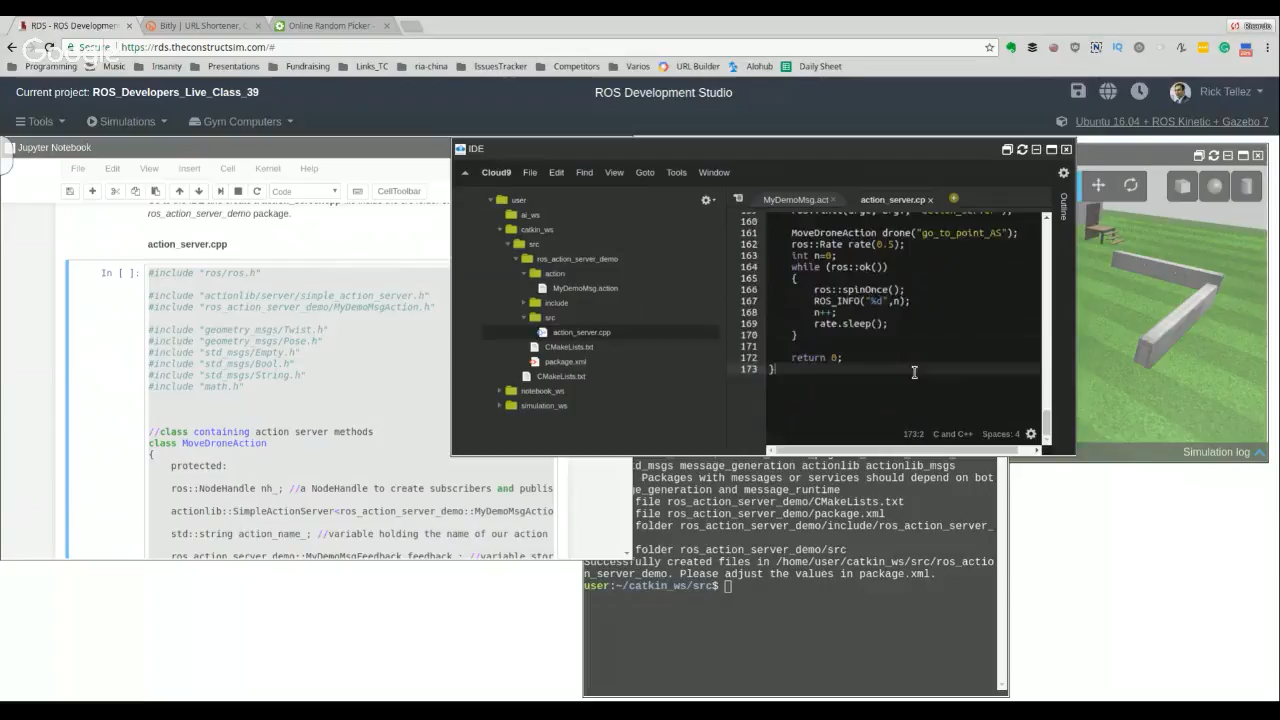 RDS - ROS Development
Bitly | URL Shortener, C
Online Random Picker -
Ricardo
Secure
https://rds.theconstructsim.com/#
Google
Programming
Music
Insanity
Presentations
Fundraising
Links_TC
ria-china
IssuesTracker
Competitors
Varios
URL Builder
Alohub
Daily Sheet
Current project: ROS_Developers_Live_Class_39
ROS Development Studio
Rick Tellez
Tools
Simulations
Gym Computers
Ubuntu 16.04 + ROS Kinetic + Gazebo 7
Jupyter Notebook
File Edit View Insert Cell Kernel Help
Code
CellToolbar
ros_action_server_demo package.
action_server.cpp
In [ ]:
#include "ros/ros.h"
#include "actionlib/server/simple_action_server.h"
#include "ros_action_server_demo/MyDemoMsgAction.h"
#include "geometry_msgs/Twist.h"
#include "geometry_msgs/Pose.h"
#include "std_msgs/Empty.h"
#include "std_msgs/Bool.h"
#include "std_msgs/String.h"
#include "math.h"
//class containing action server methods
class MoveDroneAction
{
protected:
ros::NodeHandle nh_; //a NodeHandle to create subscribers and publis
actionlib::SimpleActionServer<ros_action_server_demo::MyDemoMsgActio
std::string action_name_; //variable holding the name of our action
ros_action_server_demo::MyDemoMsgFeedback feedback_; //variable stor
IDE
Cloud9 File Edit Find View Goto Tools Window
user
ai_ws
catkin_ws
src
ros_action_server_demo
action
MyDemoMsg.action
include
src
action_server.cpp
CMakeLists.txt
package.xml
CMakeLists.txt
notebook_ws
simulation_ws
MyDemoMsg.act
action_server.cp
Outline
160
161 MoveDroneAction drone("go_to_point_AS");
162 ros::Rate rate(0.5);
163 int n=0;
164 while (ros::ok())
165 {
166 ros::spinOnce();
167 ROS_INFO("%d",n);
168 n++;
169 rate.sleep();
170 }
171
172 return 0;
173 }
173:2 C and C++ Spaces: 4
Simulation log
d_msgs message_generation actionlib actionlib_msgs
Packages with messages or services should depend on bot
ge_generation and message_runtime
file ros_action_server_demo/CMakeLists.txt
file ros_action_server_demo/package.xml
folder ros_action_server_demo/include/ros_action_server_
folder ros_action_server_demo/src
Successfully created files in /home/user/catkin_ws/src/ros_actio
n_server_demo. Please adjust the values in package.xml.
user:~/catkin_ws/src$